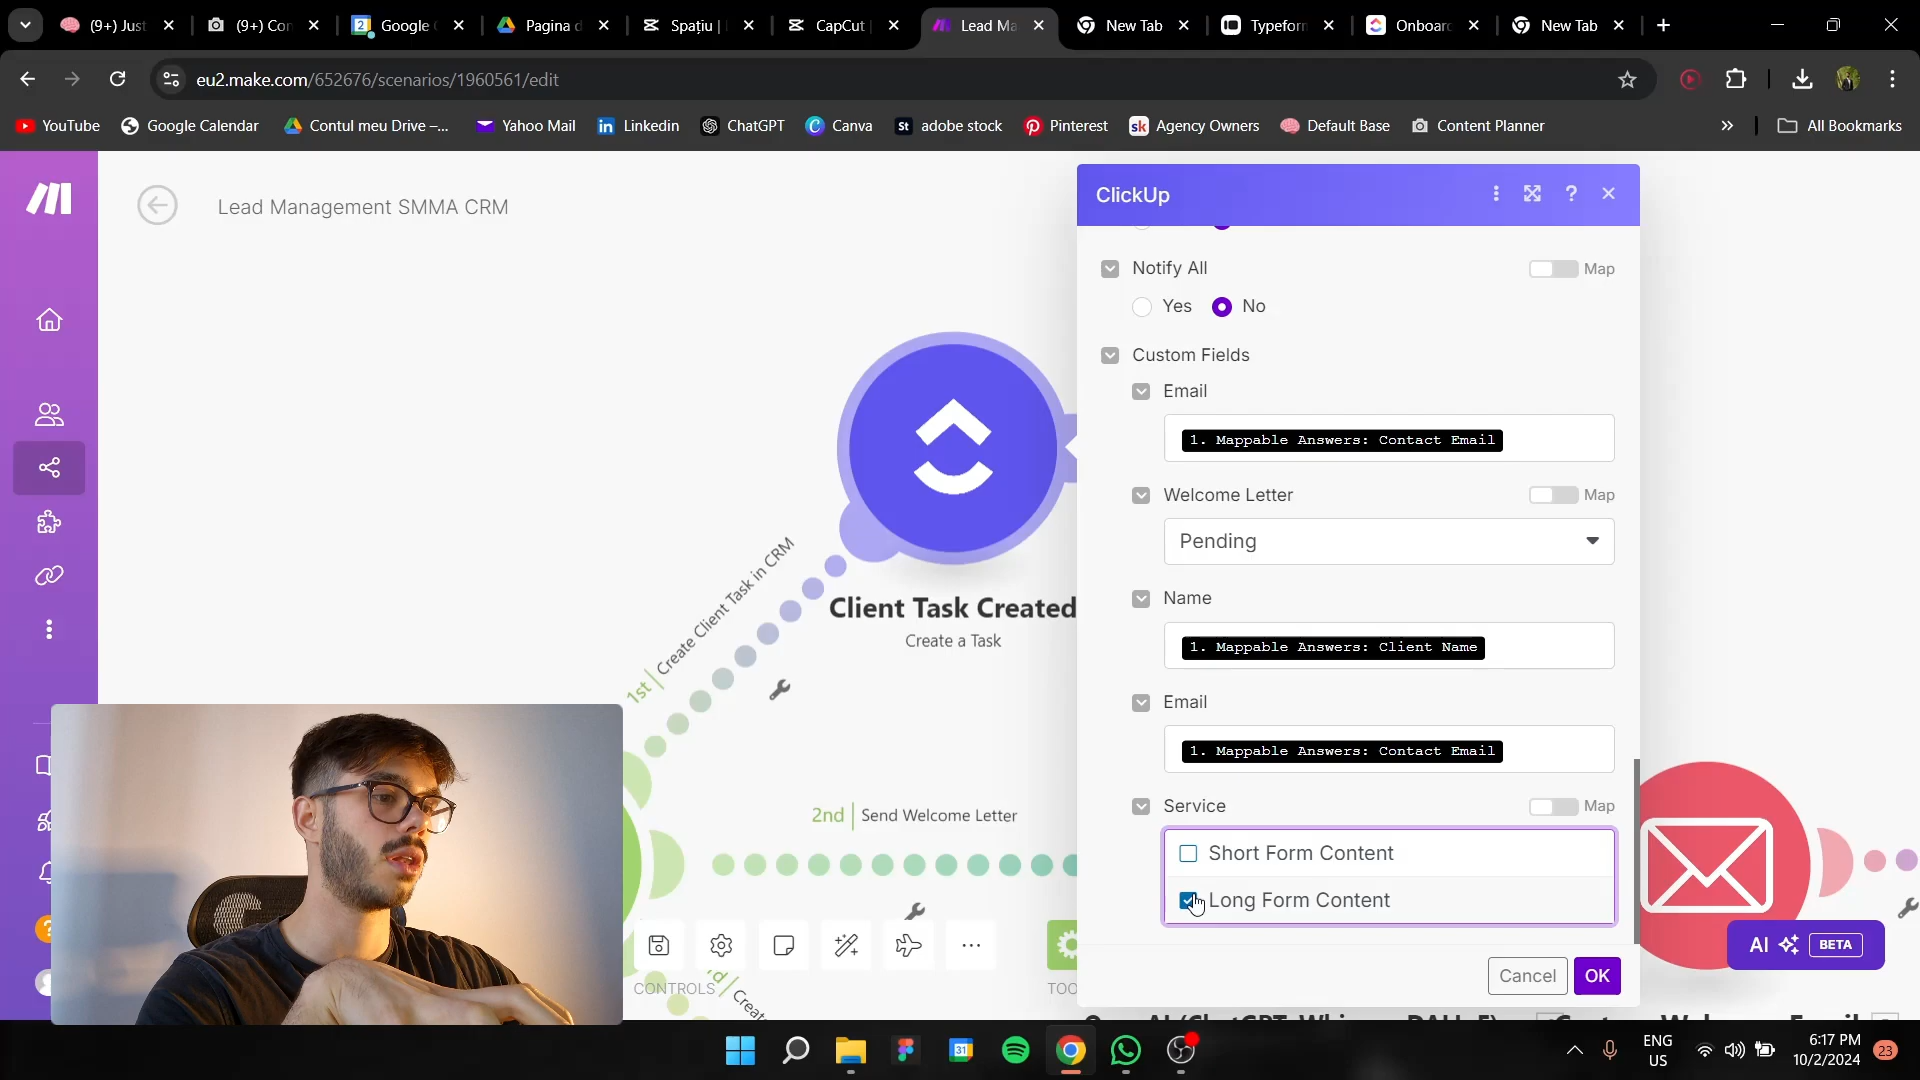 (9+) Just
(9+) Con
Google
Pagina d
Spațiu |
CapCut |
Lead Ma
New Tab
Typeform
Onboard
New Tab
eu2.make.com/652676/scenarios/1960561/edit
YouTube
Google Calendar
Contul meu Drive –...
Yahoo Mail
Linkedin
ChatGPT
Canva
St
adobe stock
Pinterest
sk
Agency Owners
Default Base
Content Planner
All Bookmarks
Lead Management SMMA CRM
ClickUp
Notify All
Map
Yes
No
Custom Fields
Email
1. Mappable Answers: Contact Email
Welcome Letter
Map
Pending
Name
1. Mappable Answers: Client Name
Email
1. Mappable Answers: Contact Email
Service
Map
Short Form Content
Long Form Content
Cancel
OK
1st | Create Client Task in CRM
Client Task Created
Create a Task
2nd | Send Welcome Letter
CONTROLS
TOO
AI
BETA
ENG
US
6:17 PM
10/2/2024
23